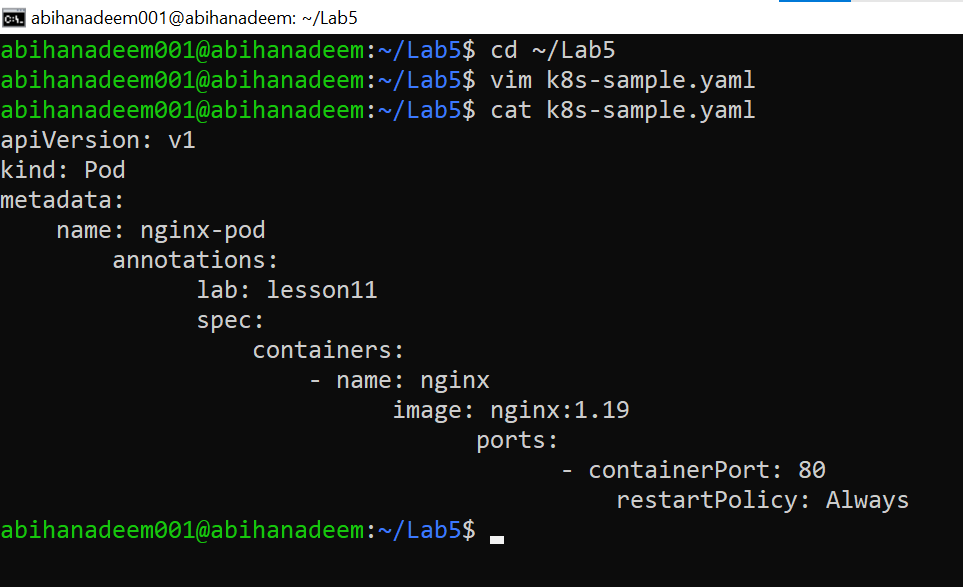 abihanadeem001@abihanadeem: ~/Lab5
abihanadeem001@abihanadeem:~/Lab5$ cd ~/Lab5
abihanadeem001@abihanadeem:~/Lab5$ vim k8s-sample.yaml
abihanadeem001@abihanadeem:~/Lab5$ cat k8s-sample.yaml
apiVersion: v1
kind: Pod
metadata:
    name: nginx-pod
        annotations:
              lab: lesson11
              spec:
                  containers:
                      - name: nginx
                            image: nginx:1.19
                                  ports:
                                        - containerPort: 80
                                            restartPolicy: Always
abihanadeem001@abihanadeem:~/Lab5$